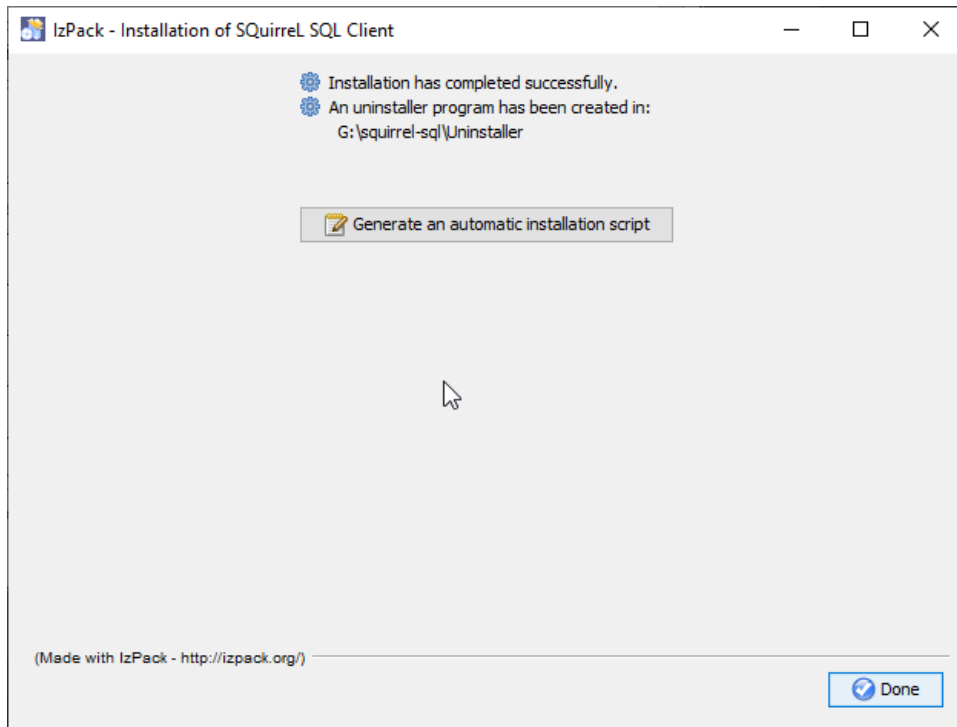 IzPack - Installation of SQuirreL SQL Client
Installation has completed successfully.
An uninstaller program has been created in:
G:\squirrel-sql\Uninstaller
Generate an automatic installation script
(Made with IzPack - http://izpack.org/)
Done